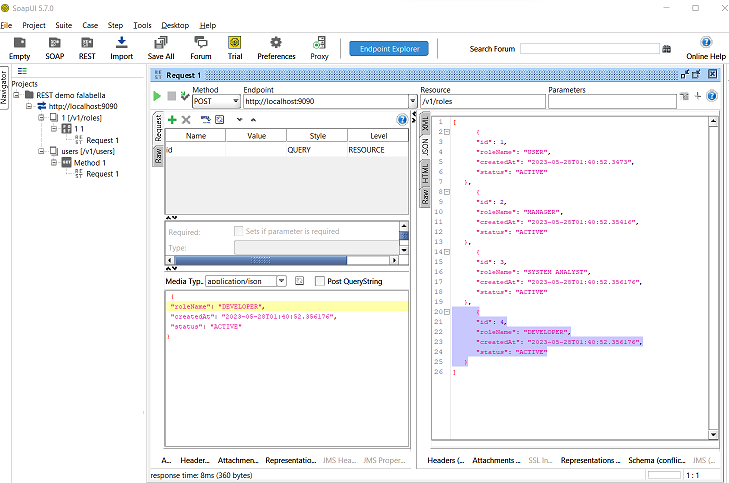 SoapUI 5.7.0
File Project Suite Case Step Tools Desktop Help
Empty SOAP REST Import Save All Forum Trial Preferences Proxy
Endpoint Explorer
Search Forum
Online Help
Navigator
Projects
REST demo falabella
http://localhost:9090
1 [/v1/roles]
1 1
REST Request 1
users [/v1/users]
Method 1
REST Request 1
REST Request 1
Method Endpoint Resource Parameters
POST http://localhost:9090 /v1/roles
Request
Raw
Name Value Style Level
id QUERY RESOURCE
Required: Sets if parameter is required
Type:
Media Typ.. application/json Post QueryString
{
"roleName": "DEVELOPER",
"createdAt": "2023-05-28T01:40:52.356176",
"status": "ACTIVE"
}
A... Header... Attachmen... Representatio... JMS Hea... JMS Proper...
XML
JSON
HTML
Raw
1 [
2 {
3 "id": 1,
4 "roleName": "USER",
5 "createdAt": "2023-05-28T01:40:52.3473",
6 "status": "ACTIVE"
7 },
8 {
9 "id": 2,
10 "roleName": "MANAGER",
11 "createdAt": "2023-05-28T01:40:52.35416",
12 "status": "ACTIVE"
13 },
14 {
15 "id": 3,
16 "roleName": "SYSTEM ANALYST",
17 "createdAt": "2023-05-28T01:40:52.356176",
18 "status": "ACTIVE"
19 },
20 {
21 "id": 4,
22 "roleName": "DEVELOPER",
23 "createdAt": "2023-05-28T01:40:52.356176",
24 "status": "ACTIVE"
25 }
26 ]
Headers (... Attachments ... SSL In... Representations ... Schema (conflic... JMS (...
response time: 8ms (360 bytes)
1 : 1